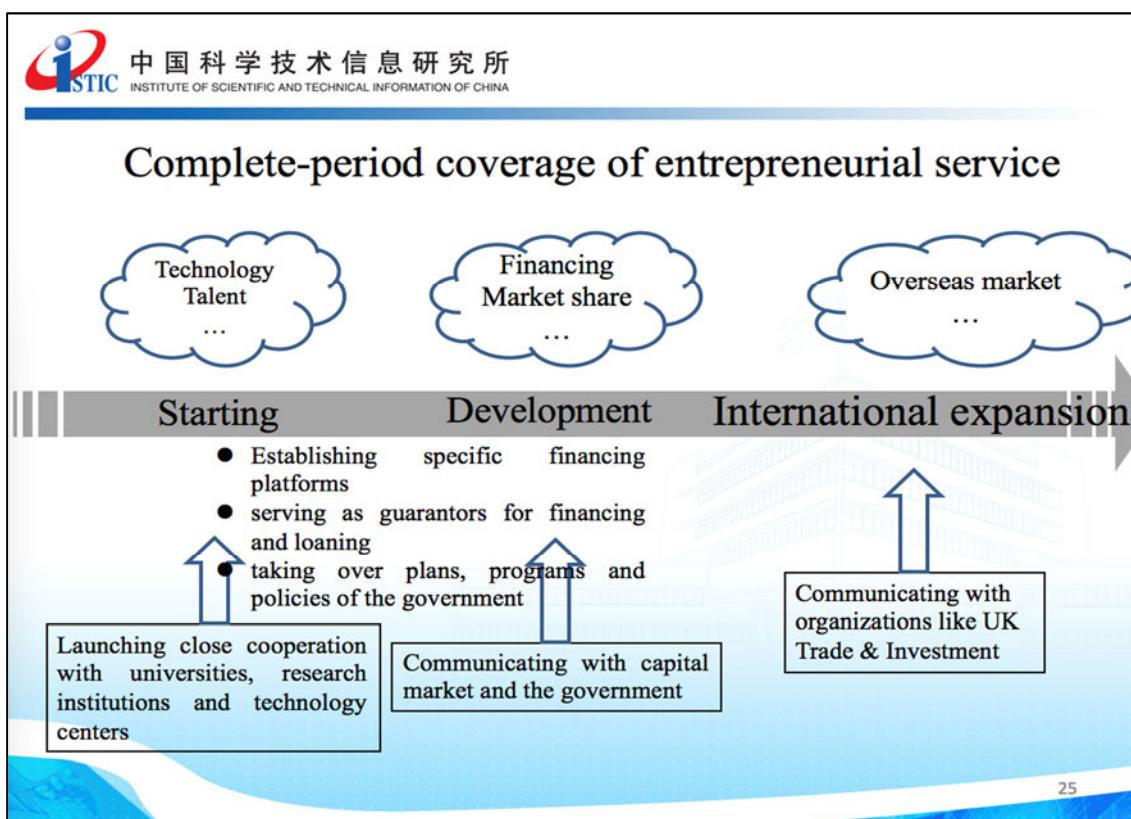 iSTIC
中国科学技术信息研究所
INSTITUTE OF SCIENTIFIC AND TECHNICAL INFORMATION OF CHINA
Complete-period coverage of entrepreneurial service
Technology
Talent
…
Financing
Market share
…
Overseas market
…
Starting
Development
International expansion
● Establishing specific financing
platforms
● serving as guarantors for financing
and loaning
● taking over plans, programs and
policies of the government
Launching close cooperation
with universities, research
institutions and technology
centers
Communicating with capital
market and the government
Communicating with
organizations like UK
Trade & Investment
25